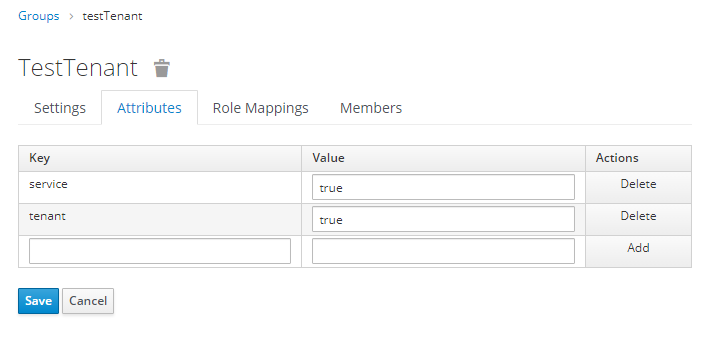 Groups > testTenant
TestTenant
Settings Attributes Role Mappings Members
Key Value Actions
service true Delete
tenant true Delete
Add
Save Cancel